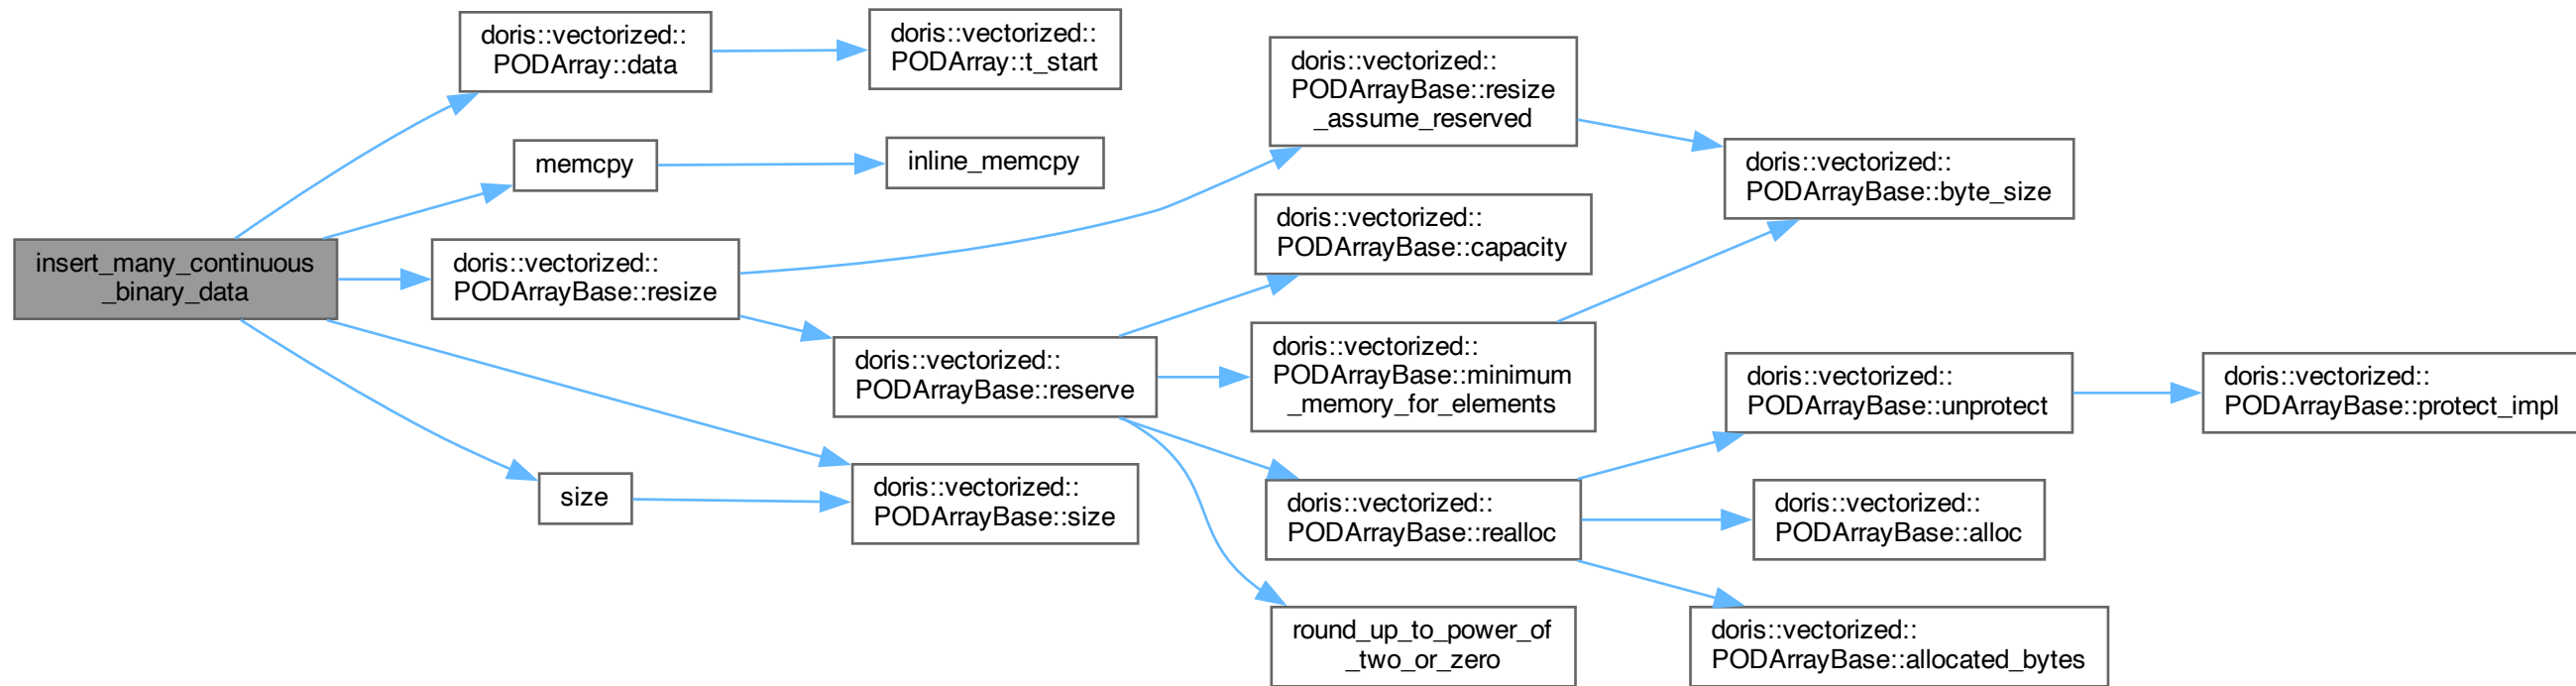 insert_many_continuous
_binary_data
doris::vectorized::
PODArray::data
memcpy
doris::vectorized::
PODArrayBase::resize
size
doris::vectorized::
PODArray::t_start
inline_memcpy
doris::vectorized::
PODArrayBase::reserve
doris::vectorized::
PODArrayBase::size
doris::vectorized::
PODArrayBase::resize
_assume_reserved
doris::vectorized::
PODArrayBase::capacity
doris::vectorized::
PODArrayBase::minimum
_memory_for_elements
doris::vectorized::
PODArrayBase::realloc
round_up_to_power_of
_two_or_zero
doris::vectorized::
PODArrayBase::byte_size
doris::vectorized::
PODArrayBase::unprotect
doris::vectorized::
PODArrayBase::alloc
doris::vectorized::
PODArrayBase::allocated_bytes
doris::vectorized::
PODArrayBase::protect_impl